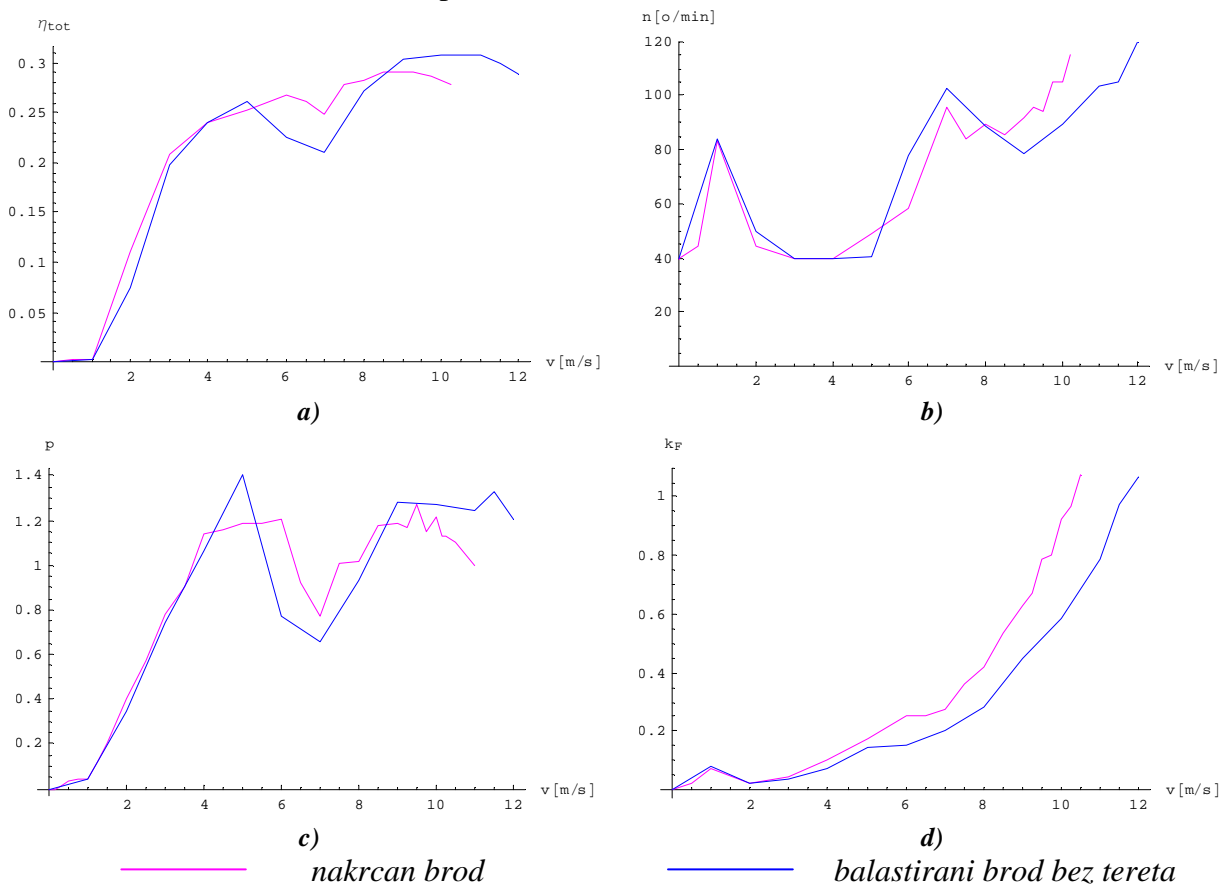 ηtot
0.3
0.25
0.2
0.15
0.1
0.05
2 4 6 8 10 12 v[m/s]
a)
n[o/min]
120
100
80
60
40
20
2 4 6 8 10 12 v[m/s]
b)
p
1.4
1.2
1
0.8
0.6
0.4
0.2
2 4 6 8 10 12 v[m/s]
c)
kF
1
0.8
0.6
0.4
0.2
2 4 6 8 10 12 v[m/s]
d)
nakrcan brod
balastirani brod bez tereta